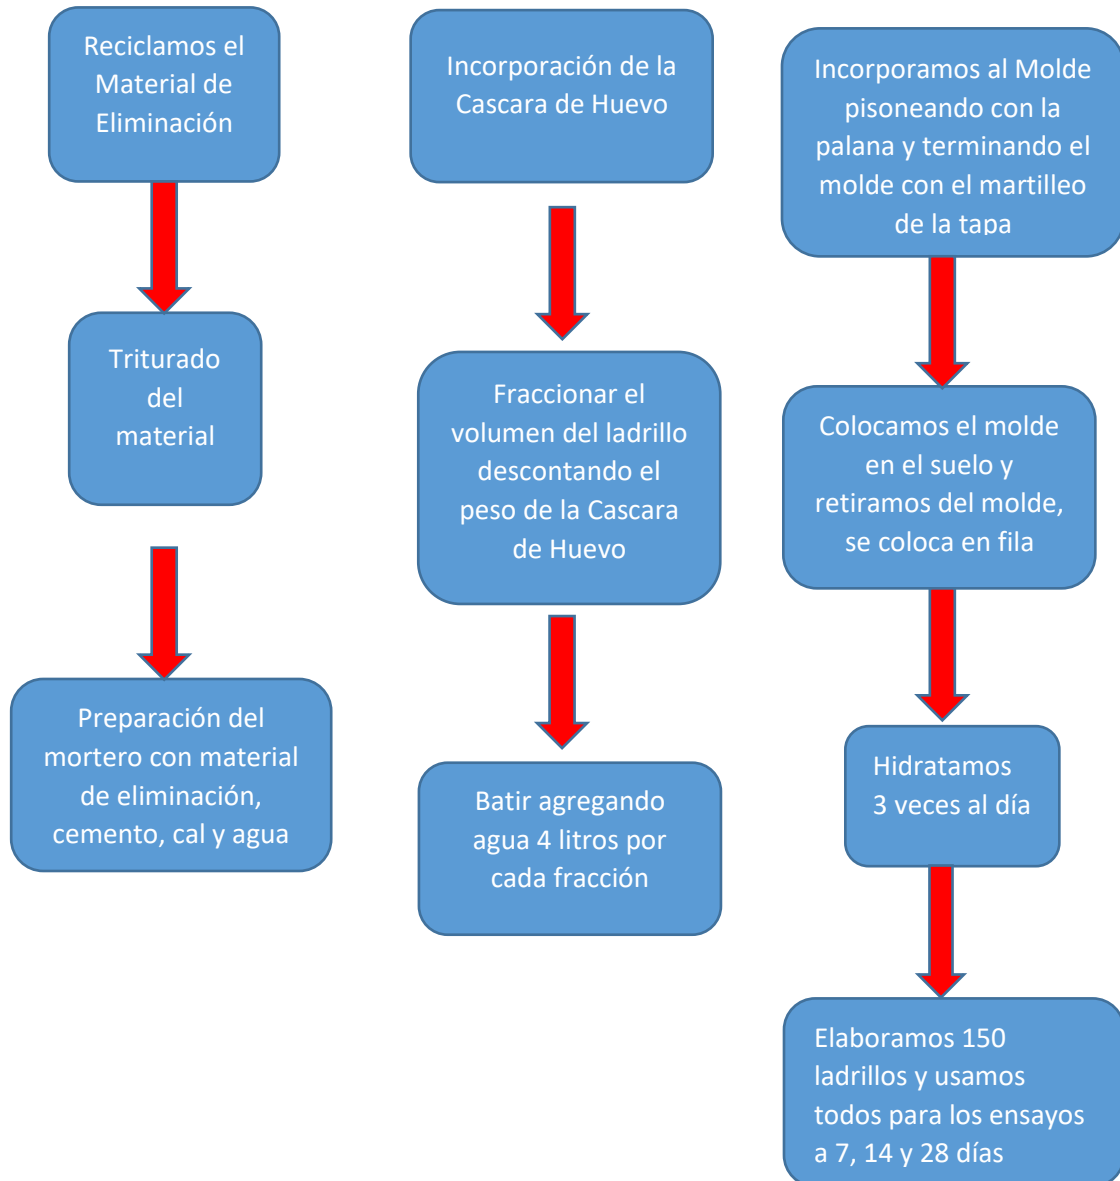 Reciclamos el
Material de
Eliminación
Triturado
del
material
Preparación del
mortero con material
de eliminación,
cemento, cal y agua
Incorporación de la
Cascara de Huevo
Fraccionar el
volumen del ladrillo
descontando el
peso de la Cascara
de Huevo
Batir agregando
agua 4 litros por
cada fracción
Incorporamos al Molde
pisoneando con la
palana y terminando el
molde con el martilleo
de la tapa
Colocamos el molde
en el suelo y
retiramos del molde,
se coloca en fila
Hidratamos
3 veces al día
Elaboramos 150
ladrillos y usamos
todos para los ensayos
a 7, 14 y 28 días